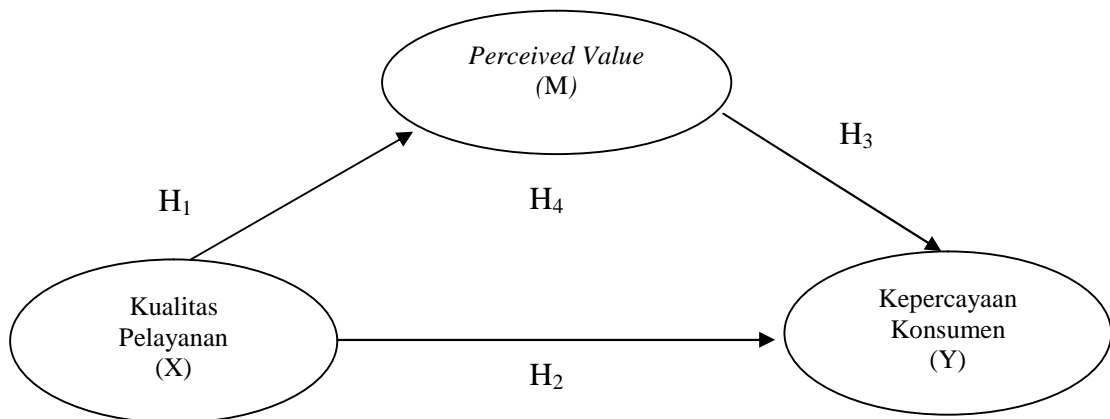 Perceived Value
(M)
H₃
H₁
H₄
Kualitas
Pelayanan
(X)
Kepercayaan
Konsumen
(Y)
H₂